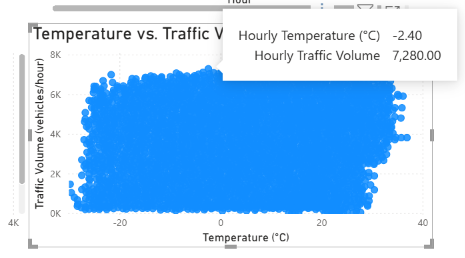 Hour
Temperature vs. Traffic V
Hourly Temperature (°C) -2.40
Hourly Traffic Volume 7,280.00
Traffic Volume (vehicles/hour)
8K
6K
4K
2K
0K
4K
-20 0 20 40
Temperature (°C)